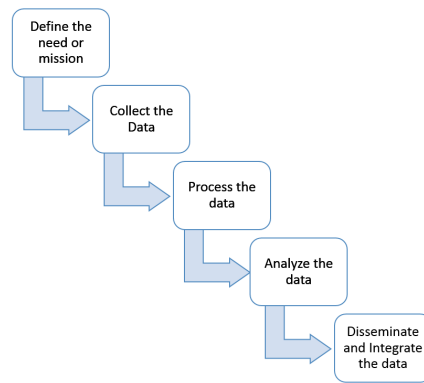 Define the
need or
mission
Collect the
Data
Process the
data
Analyze the
data
Disseminate
and Integrate
the data